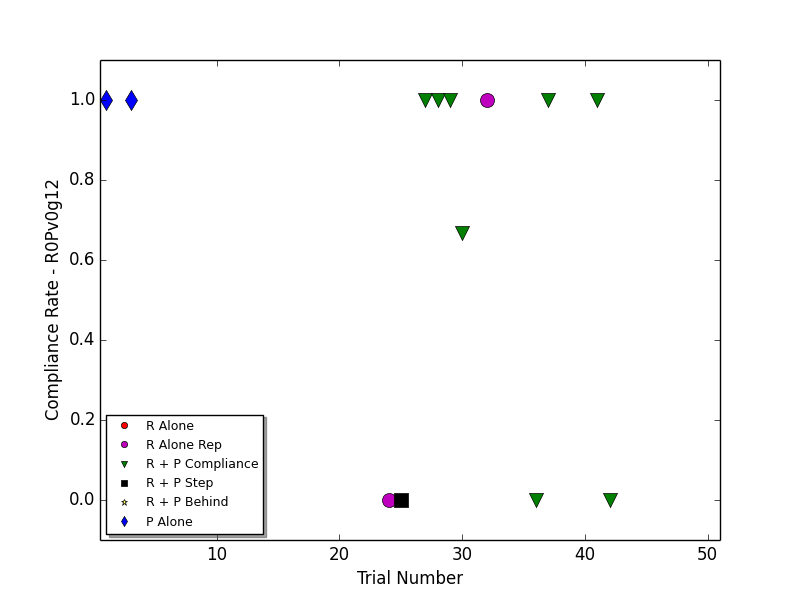 1.0
0.8
0.6
0.4
0.2
0.0
Compliance Rate - R0Pv0g12
R Alone
R Alone Rep
R + P Compliance
R + P Step
R + P Behind
P Alone
10 20 30 40 50
Trial Number